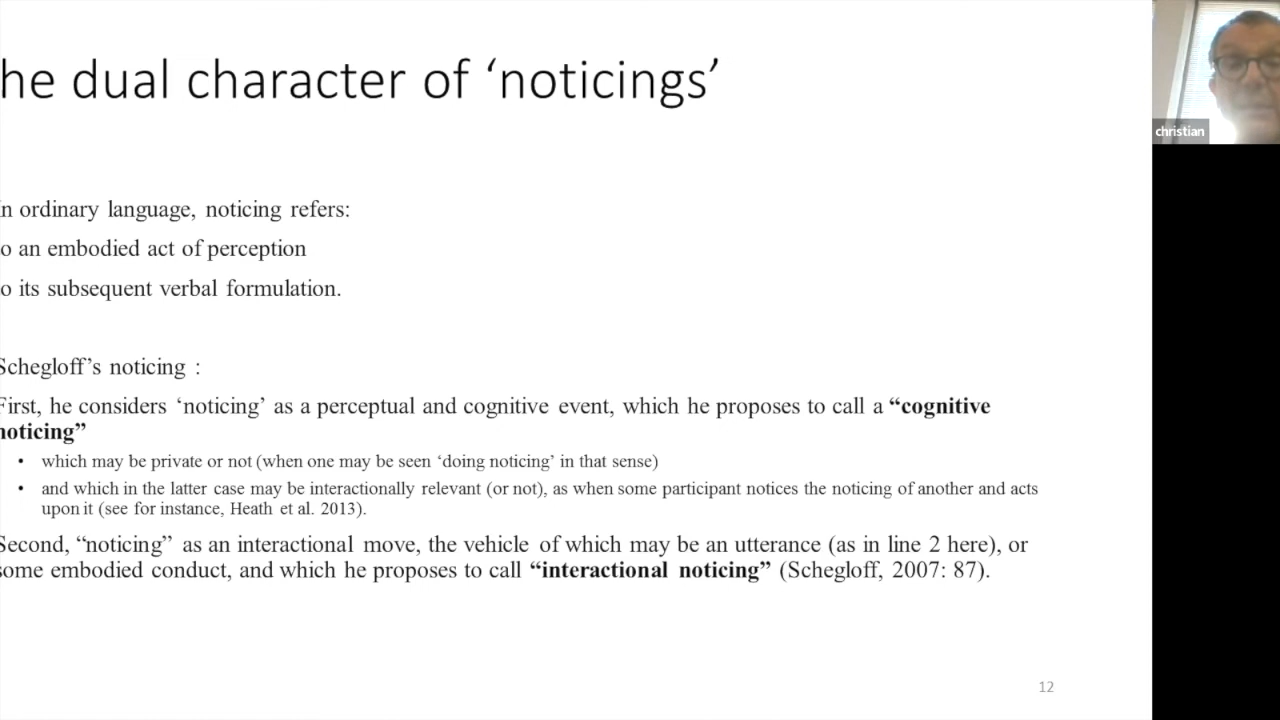 he dual character of ‘noticings’
christian
n ordinary language, noticing refers:
o an embodied act of perception
o its subsequent verbal formulation.
Schegloff’s noticing :
First, he considers ‘noticing’ as a perceptual and cognitive event, which he proposes to call a “cognitive
noticing”
• which may be private or not (when one may be seen ‘doing noticing’ in that sense)
• and which in the latter case may be interactionally relevant (or not), as when some participant notices the noticing of another and acts
upon it (see for instance, Heath et al. 2013).
Second, “noticing” as an interactional move, the vehicle of which may be an utterance (as in line 2 here), or
some embodied conduct, and which he proposes to call “interactional noticing” (Schegloff, 2007: 87).
12